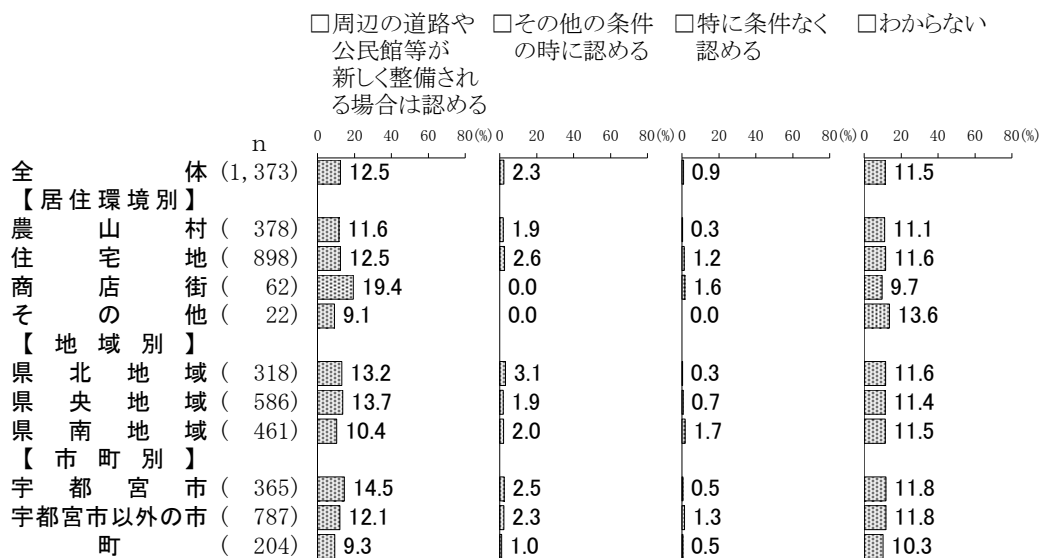 □周辺の道路や □その他の条件 □特に条件なく □わからない
公民館等が の時に認める 認める
新しく整備され
る場合は認める
n 0 20 40 60 80(%) 0 20 40 60 80(%) 0 20 40 60 80(%) 0 20 40 60 80(%)
全体 (1,373) 12.5 2.3 0.9 11.5
【居住環境別】
農山村 ( 378) 11.6 1.9 0.3 11.1
住宅地 ( 898) 12.5 2.6 1.2 11.6
商店街 ( 62) 19.4 0.0 1.6 9.7
その他 ( 22) 9.1 0.0 0.0 13.6
【地域別】
県北地域 ( 318) 13.2 3.1 0.3 11.6
県央地域 ( 586) 13.7 1.9 0.7 11.4
県南地域 ( 461) 10.4 2.0 1.7 11.5
【市町別】
宇都宮市 ( 365) 14.5 2.5 0.5 11.8
宇都宮市以外の市 ( 787) 12.1 2.3 1.3 11.8
町 ( 204) 9.3 1.0 0.5 10.3